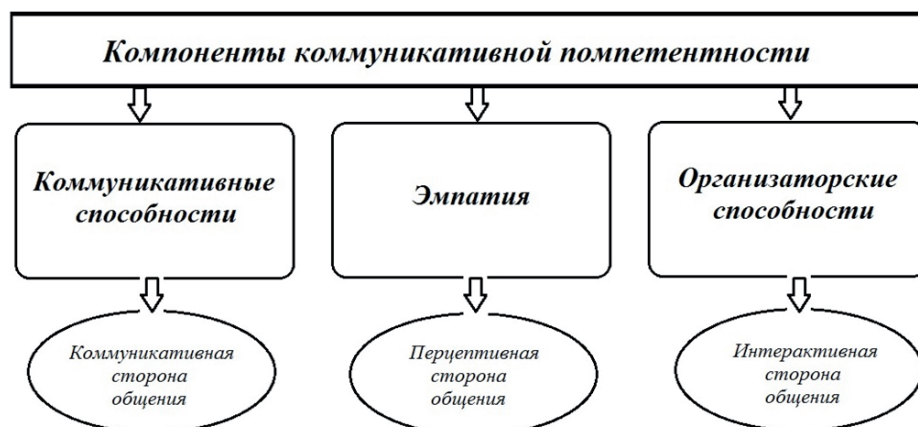 Компоненты коммуникативной помпетентности
Коммуникативные
способности
Эмпатия
Организаторские
способности
Коммуникативная
сторона
общения
Перцептивная
сторона
общения
Интерактивная
сторона
общения